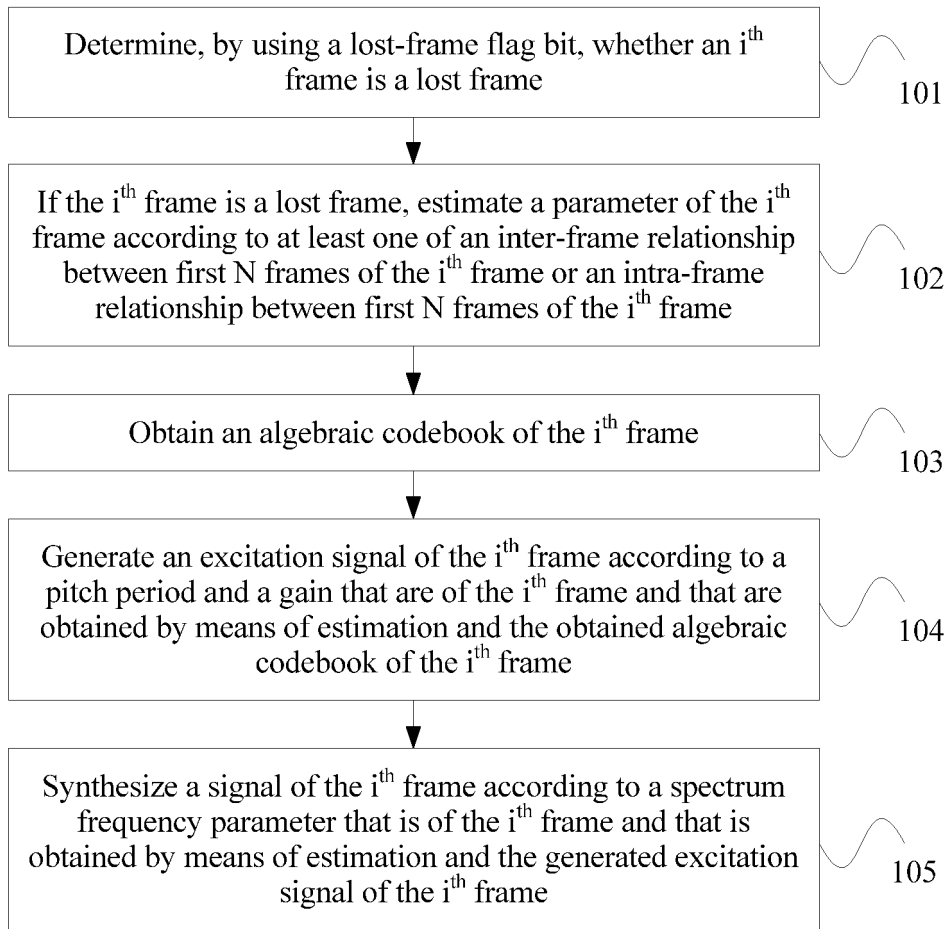 Determine, by using a lost-frame flag bit, whether an iᵗʰ
frame is a lost frame
101
If the iᵗʰ frame is a lost frame, estimate a parameter of the iᵗʰ
frame according to at least one of an inter-frame relationship
between first N frames of the iᵗʰ frame or an intra-frame
relationship between first N frames of the iᵗʰ frame
102
Obtain an algebraic codebook of the iᵗʰ frame
103
Generate an excitation signal of the iᵗʰ frame according to a
pitch period and a gain that are of the iᵗʰ frame and that are
obtained by means of estimation and the obtained algebraic
codebook of the iᵗʰ frame
104
Synthesize a signal of the iᵗʰ frame according to a spectrum
frequency parameter that is of the iᵗʰ frame and that is
obtained by means of estimation and the generated excitation
signal of the iᵗʰ frame
105